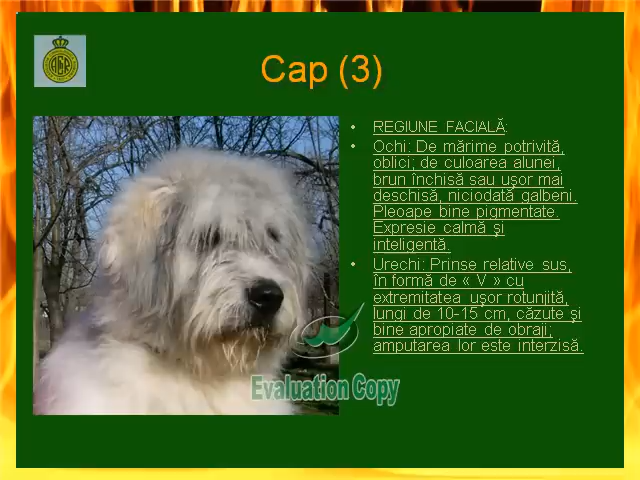 Cap (3)
REGIUNE FACIALĂ:
Ochi: De mărime potrivită,
oblici; de culoarea alunei,
brun închisă sau uşor mai
deschisă, niciodată galbeni.
Pleoape bine pigmentate.
Expresie calmă şi
inteligentă.
Urechi: Prinse relative sus,
în formă de « V » cu
extremitatea uşor rotunjită,
lungi de 10-15 cm, căzute şi
bine apropiate de obraji;
amputarea lor este interzisă.
Evaluation Copy